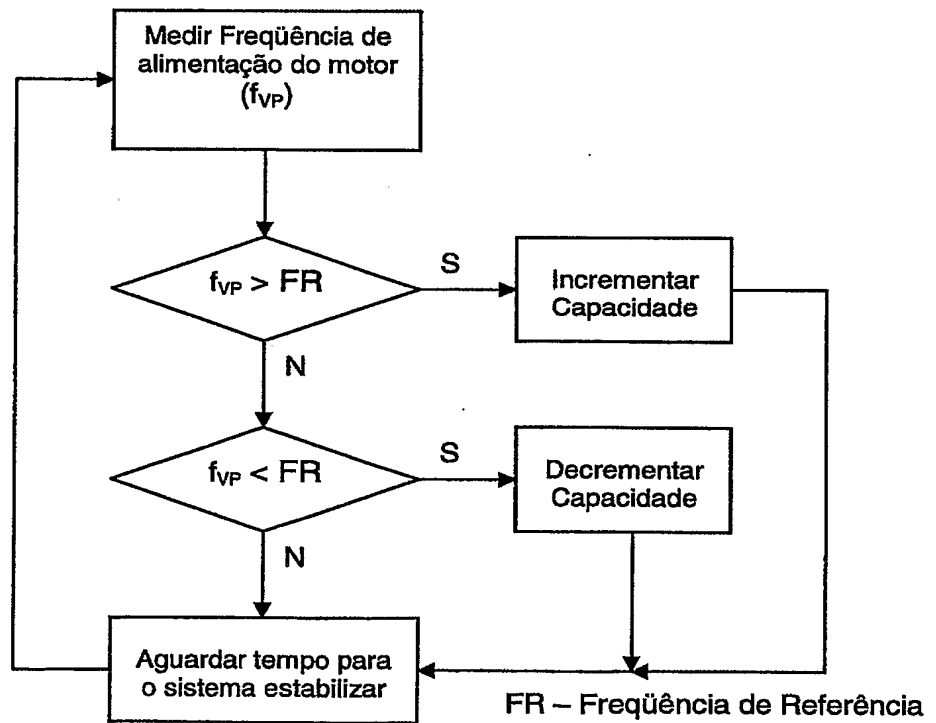 Medir Freqüência de
alimentação do motor
(fVP)
fVP > FR
S
Incrementar
Capacidade
N
fVP < FR
S
Decrementar
Capacidade
N
Aguardar tempo para
o sistema estabilizar
FR – Freqüência de Referência